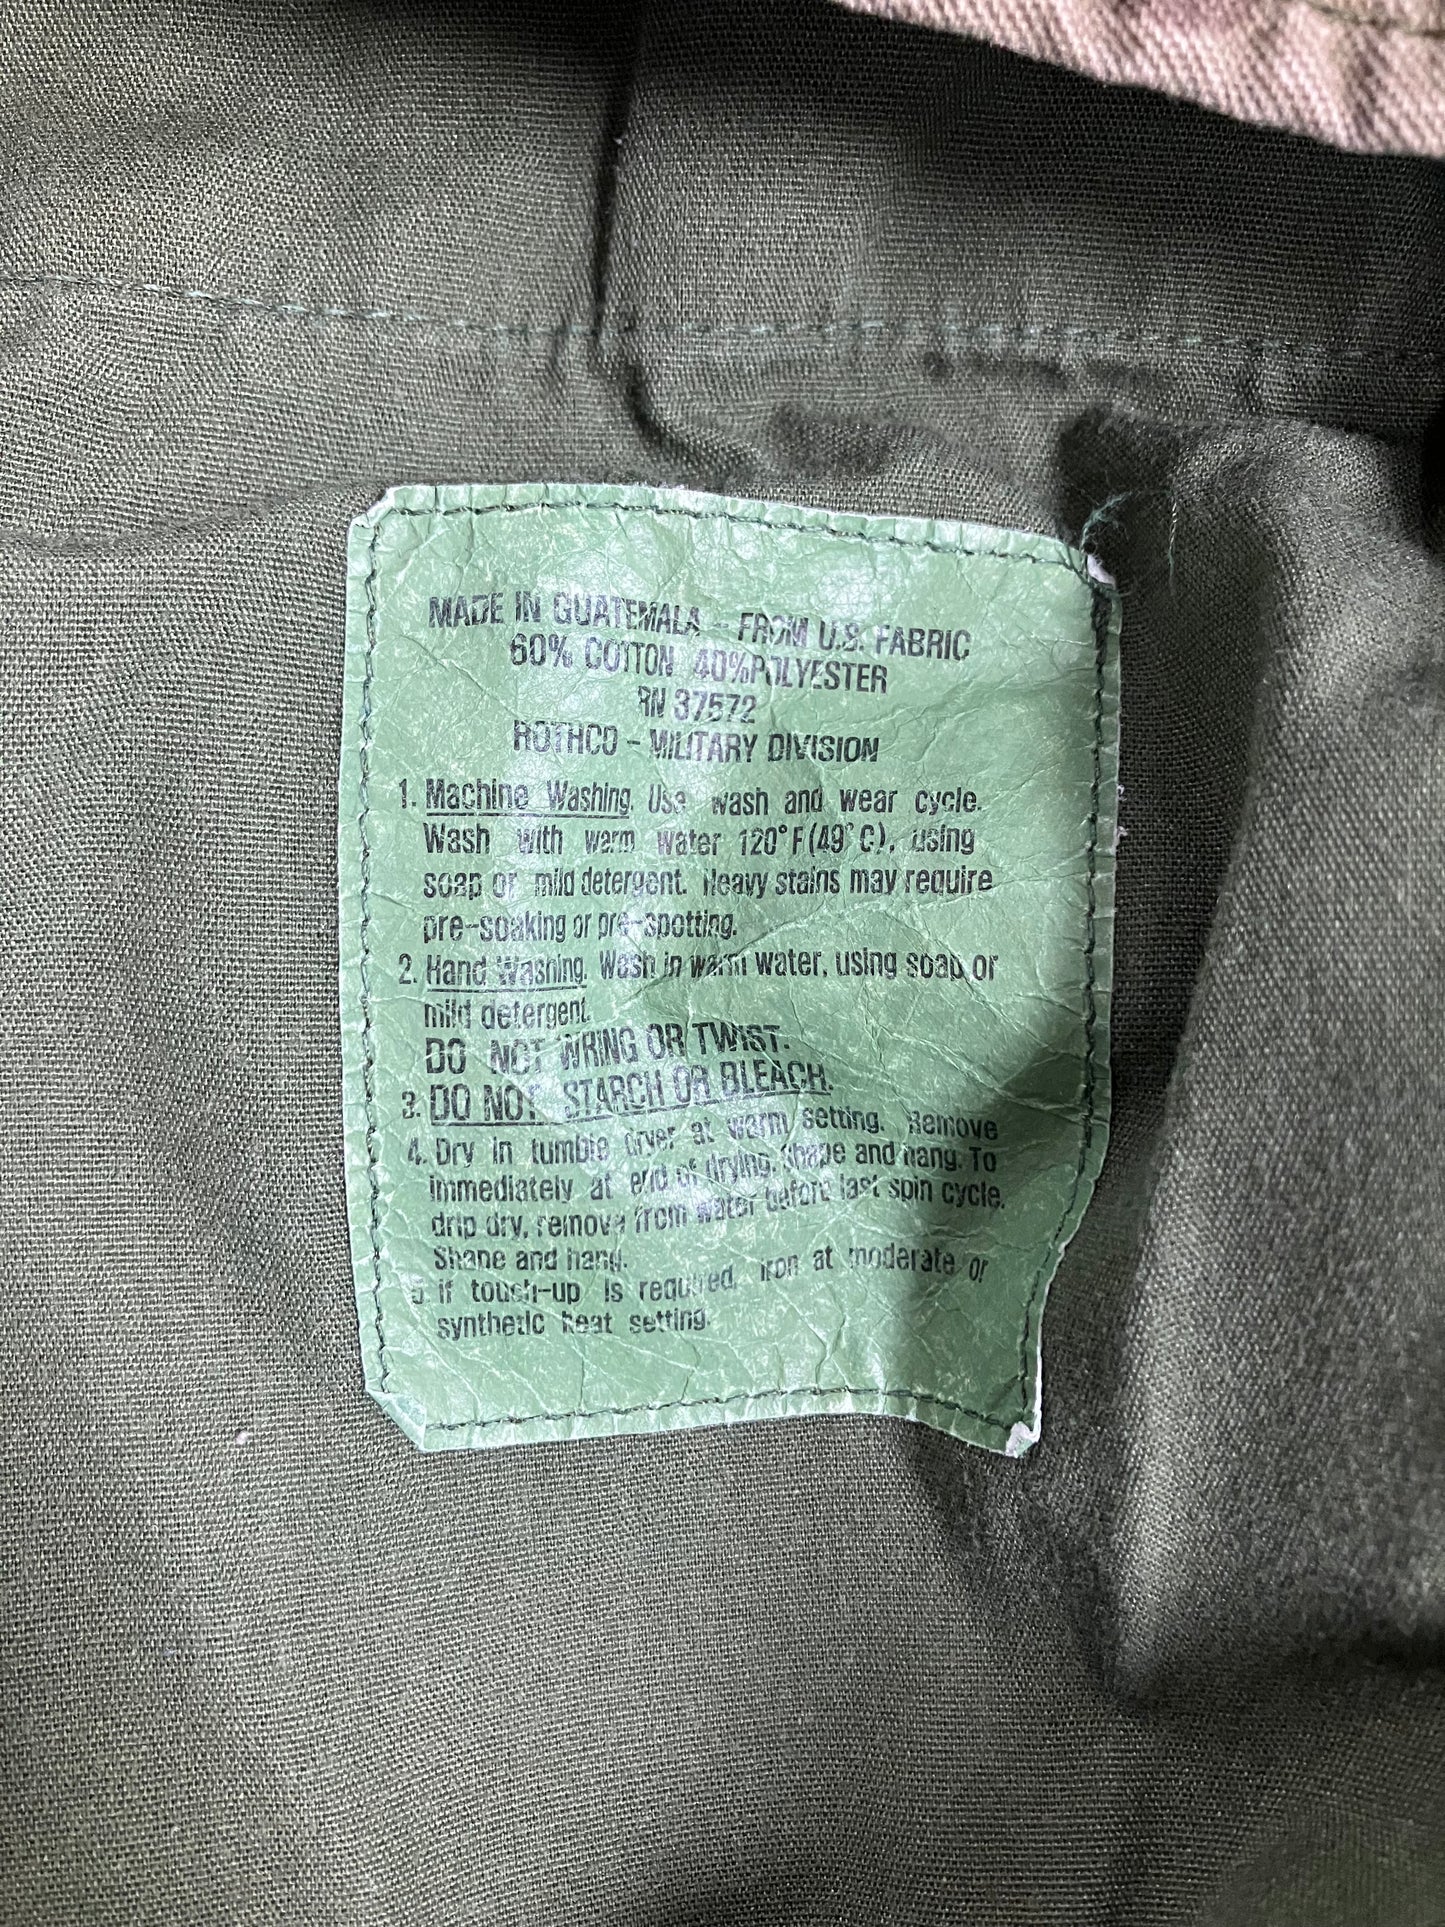 MADE IN GUATEMALA - FROM U.S. FABRIC
60% COTTON 40% POLYESTER
RN 37572
ROTHCO - MILITARY DIVISION
1. Machine Washing. Use wash and wear cycle.
Wash with warm water 120°F (49°C), using
soap or mild detergent. Heavy stains may require
pre-soaking or pre-spotting.
2. Hand Washing. Wash in warm water, using soap or
mild detergent.
DO NOT WRING OR TWIST.
3. DO NOT STARCH OR BLEACH.
4. Dry in tumble dryer at warm setting. Remove
immediately at end of drying, shape and hang. To
drip dry, remove from water before last spin cycle.
Shape and hang.
5 If touch-up is required, iron at moderate or
synthetic heat setting.